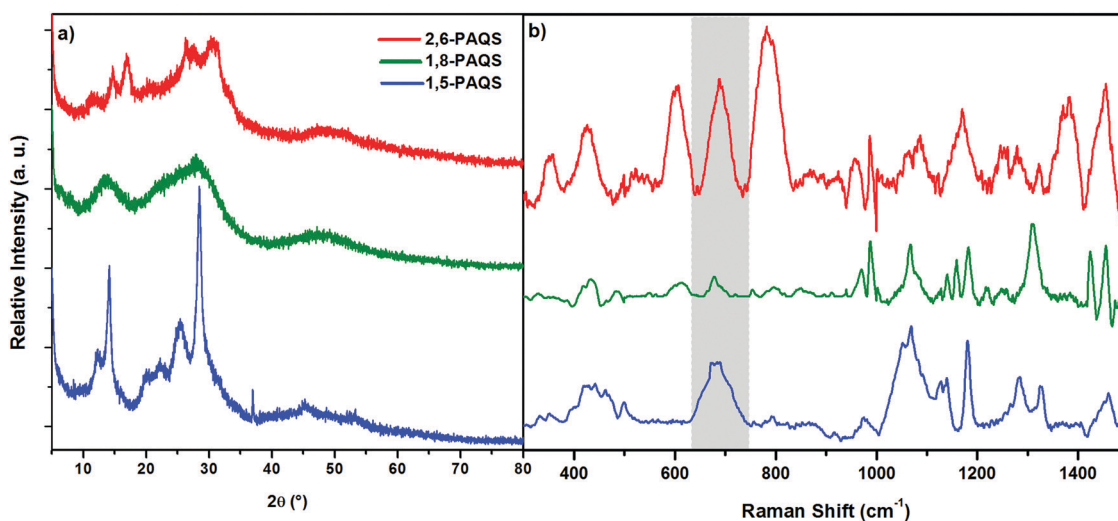 a)
2,6-PAQS
1,8-PAQS
1,5-PAQS
Relative Intensity (a. u.)
10 20 30 40 50 60 70 80
2θ (°)
b)
400 600 800 1000 1200 1400
Raman Shift (cm⁻¹)